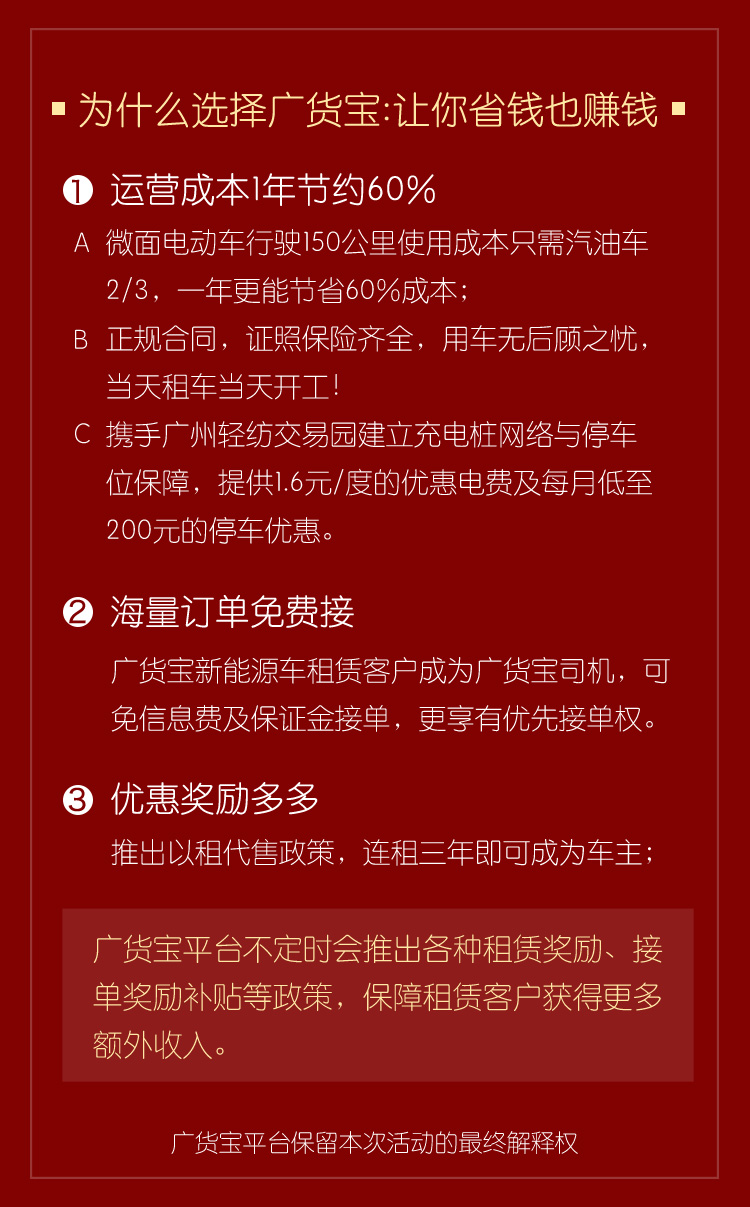 为什么选择广货宝:让你省钱也赚钱
1 运营成本1年节约60%
A 微面电动车行驶150公里使用成本只需汽油车
2/3，一年更能节省60%成本；
B 正规合同，证照保险齐全，用车无后顾之忧，
当天租车当天开工！
C 携手广州轻纺交易园建立充电桩网络与停车
位保障，提供1.6元/度的优惠电费及每月低至
200元的停车优惠。
2 海量订单免费接
广货宝新能源车租赁客户成为广货宝司机，可
免信息费及保证金接单，更享有优先接单权。
3 优惠奖励多多
推出以租代售政策，连租三年即可成为车主；
广货宝平台不定时会推出各种租赁奖励、接
单奖励补贴等政策，保障租赁客户获得更多
额外收入。
广货宝平台保留本次活动的最终解释权